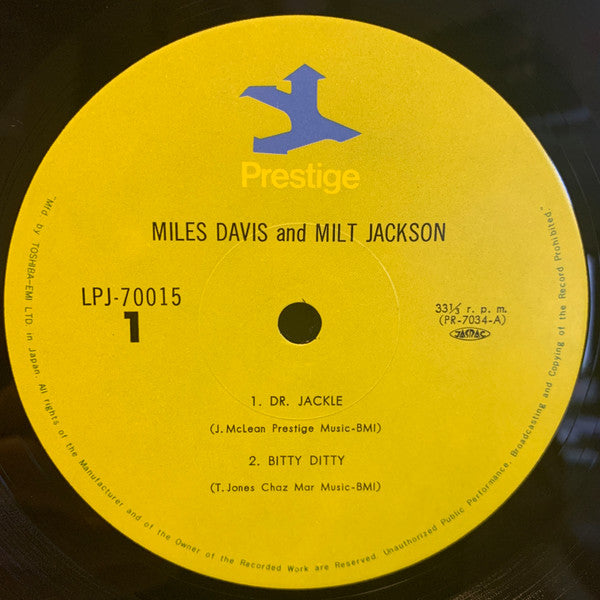 Prestige
MILES DAVIS and MILT JACKSON
LPJ-70015
1
33⅓ r. p. m.
(PR-7034-A)
JASRAC
1. DR. JACKLE
(J. McLean Prestige Music-BMI)
2. BITTY DITTY
(T. Jones Chaz Mar Music-BMI)
"Mfd. by TOSHIBA-EMI LTD. in Japan. All rights of the Manufacturer and of the Owner of the Recorded Work are Reserved. Unauthorized Public Performance, Broadcasting and Copying of the Record Prohibited."